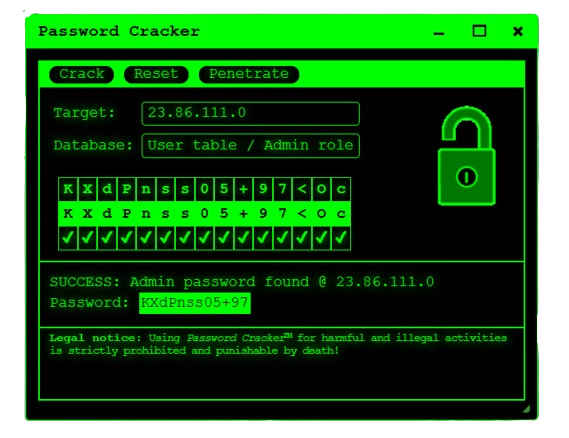 Password Cracker
Crack Reset Penetrate
Target: 23.86.111.0
Database: User table / Admin role
K X d P n s s 0 5 + 9 7 < O c
K X d P n s s 0 5 + 9 7 < O c
✓ ✓ ✓ ✓ ✓ ✓ ✓ ✓ ✓ ✓ ✓ ✓ ✓ ✓ ✓
SUCCESS: Admin password found @ 23.86.111.0
Password: KXdPnss05+97
Legal notice: Using Password Cracker™ for harmful and illegal activities
is strictly prohibited and punishable by death!